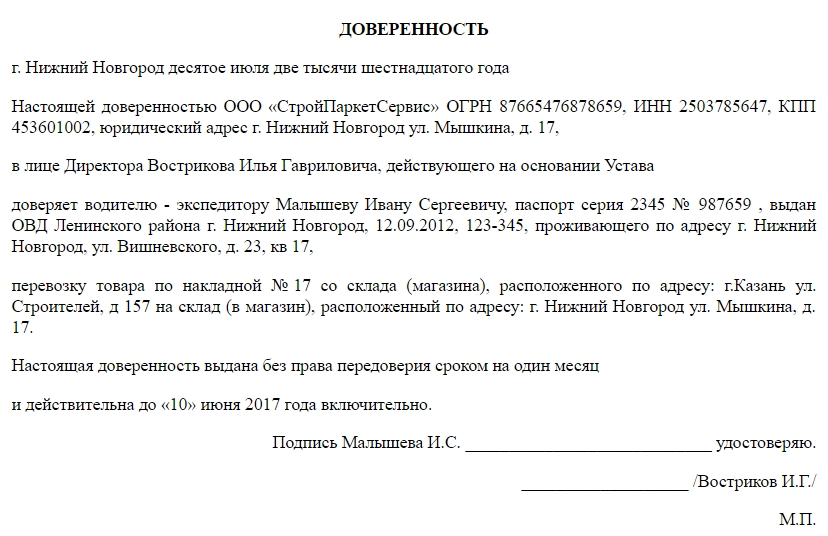 ДОВЕРЕННОСТЬ
г. Нижний Новгород десятое июля две тысячи шестнадцатого года
Настоящей доверенностью ООО «СтройПаркетСервис» ОГРН 87665476878659, ИНН 2503785647, КПП
453601002, юридический адрес г. Нижний Новгород ул. Мышкина, д. 17,
в лице Директора Вострикова Илья Гавриловича, действующего на основании Устава
доверяет водителю - экспедитору Малышеву Ивану Сергеевичу, паспорт серия 2345 № 987659 , выдан
ОВД Ленинского района г. Нижний Новгород, 12.09.2012, 123-345, проживающего по адресу г. Нижний
Новгород, ул. Вишневского, д. 23, кв 17,
перевозку товара по накладной №17 со склада (магазина), расположенного по адресу: г.Казань ул.
Строителей, д 157 на склад (в магазин), расположенный по адресу: г. Нижний Новгород ул. Мышкина, д.
17.
Настоящая доверенность выдана без права передоверия сроком на один месяц
и действительна до «10» июня 2017 года включительно.
Подпись Малышева И.С. ____________________________ удостоверяю.
___________________ /Востриков И.Г./
М.П.